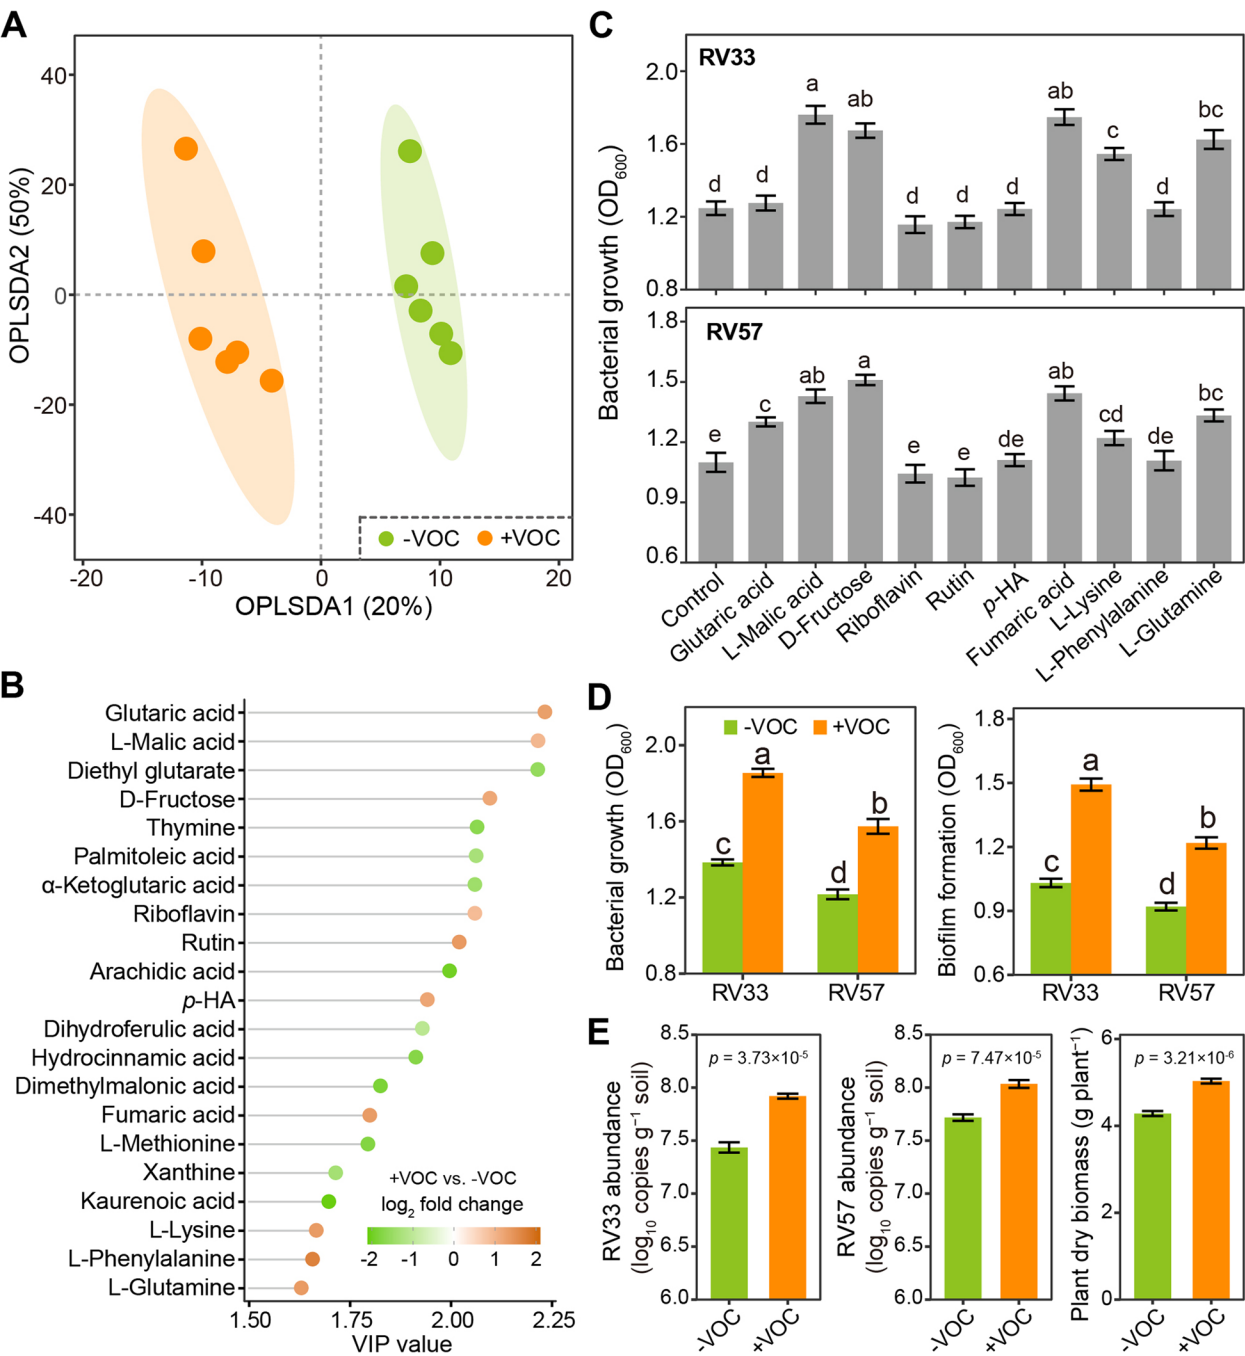 A
OPLSDA2 (50%)
40
20
0
-20
-40
-VOC
+VOC
-20
-10
0
10
20
OPLSDA1 (20%)
B
Glutaric acid
L-Malic acid
Diethyl glutarate
D-Fructose
Thymine
Palmitoleic acid
α-Ketoglutaric acid
Riboflavin
Rutin
Arachidic acid
p-HA
Dihydroferulic acid
Hydrocinnamic acid
Dimethylmalonic acid
Fumaric acid
L-Methionine
Xanthine
Kaurenoic acid
L-Lysine
L-Phenylalanine
L-Glutamine
+VOC vs. -VOC
log2 fold change
-2
-1
0
1
2
1.50
1.75
2.00
2.25
VIP value
C
Bacterial growth (OD600)
RV33
2.0
1.6
1.2
0.8
d
d
a
ab
d
d
d
ab
c
d
bc
RV57
1.8
1.5
1.2
0.9
0.6
e
c
ab
a
e
e
de
ab
cd
de
bc
Control
Glutaric acid
L-Malic acid
D-Fructose
Riboflavin
Rutin
p-HA
Fumaric acid
L-Lysine
L-Phenylalanine
L-Glutamine
D
Bacterial growth (OD600)
2.0
1.6
1.2
0.8
-VOC
+VOC
c
a
d
b
RV33
RV57
Biofilm formation (OD600)
1.8
1.5
1.2
0.9
0.6
c
a
d
b
RV33
RV57
E
RV33 abundance
(log10 copies g−1 soil)
8.5
8.0
7.5
7.0
6.5
6.0
p = 3.73×10-5
-VOC
+VOC
RV57 abundance
(log10 copies g−1 soil)
8.5
8.0
7.5
7.0
6.5
6.0
p = 7.47×10-5
-VOC
+VOC
Plant dry biomass (g plant−1)
6
4
2
0
p = 3.21×10-6
-VOC
+VOC